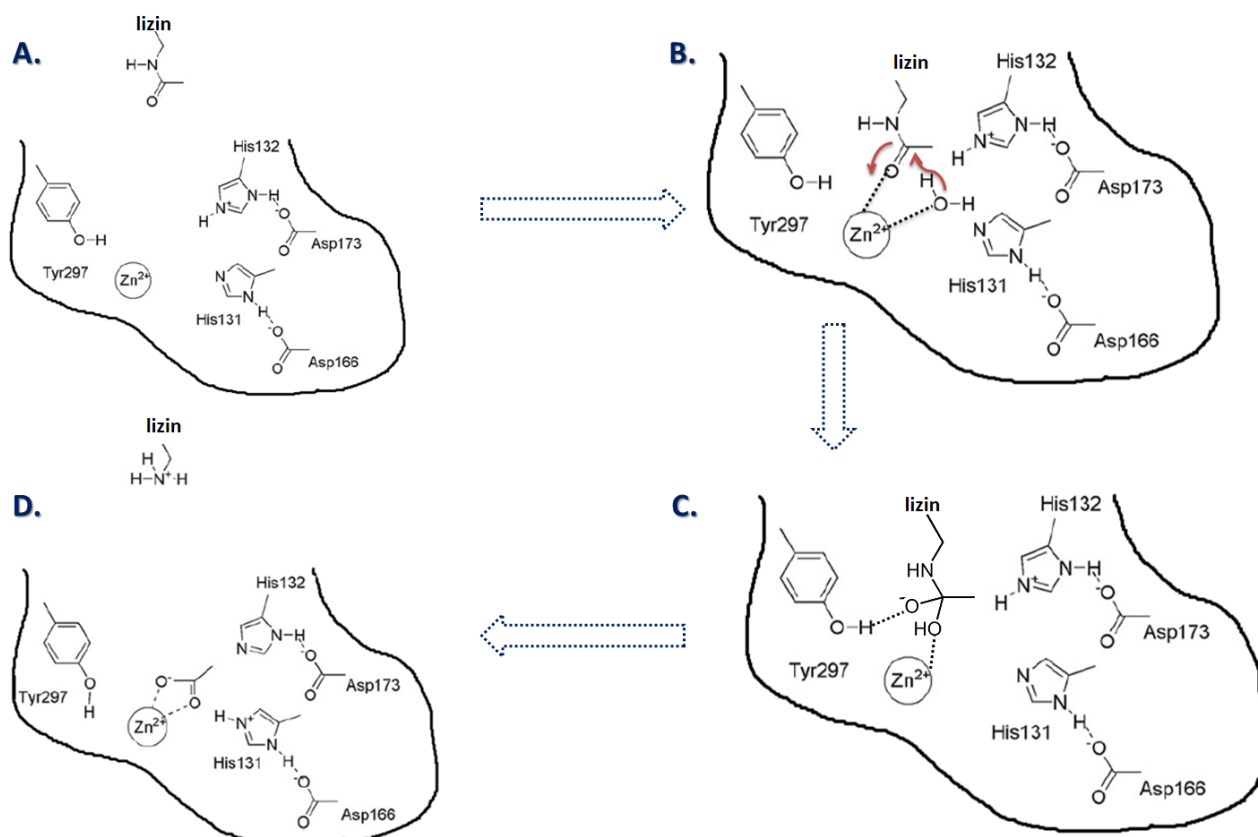 A.
lizin
H-N
O
His132
N-H
H N+
-O
O
Asp173
O-H
Tyr297
Zn2+
N
N
H
His131
-O
O
Asp166
B.
lizin
H-N
O
His132
N-H
H N+
-O
O
Asp173
H
O-H
O-H
Tyr297
Zn2+
N
N
H
His131
-O
O
Asp166
C.
lizin
HN
-O
HO
His132
N-H
H-N+
-O
O
Asp173
O-H
Tyr297
Zn2+
N
N
H
His131
-O
O
Asp166
D.
lizin
H
H-N+-H
His132
N-H
N
-O
O
Asp173
O
H
Tyr297
O-
O
Zn2+
H-N+
N
H
His131
-O
O
Asp166